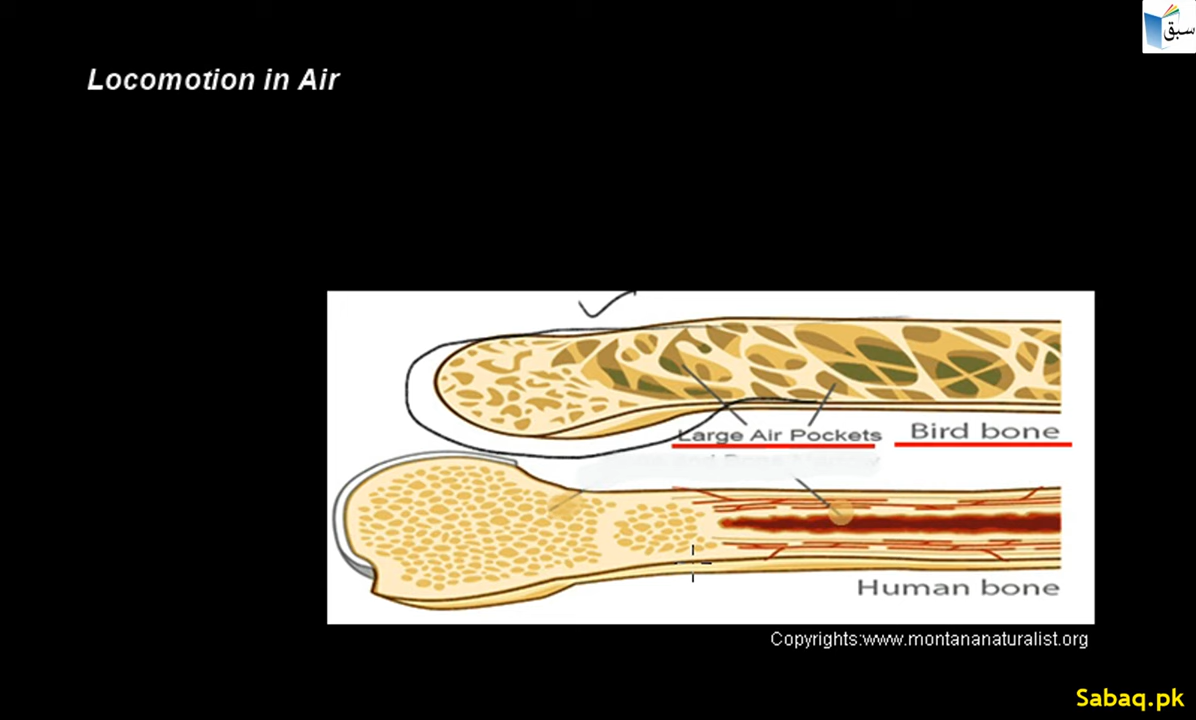 سبق
Locomotion in Air
Large Air Pockets
Bird bone
Human bone
Copyrights:www.montananaturalist.org
Sabaq.pk